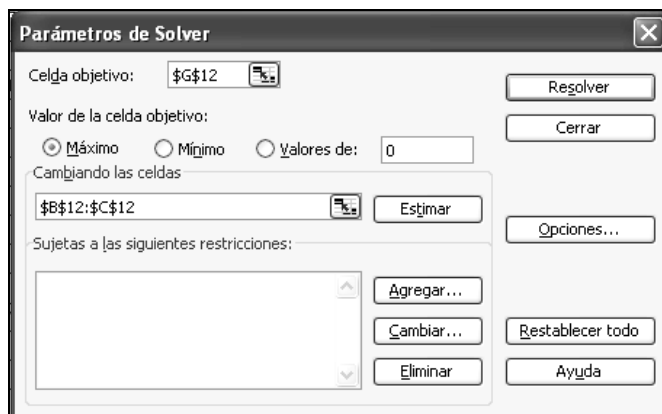 Parámetros de Solver
Celda objetivo: $G$12
Resolver
Valor de la celda objetivo:
Cerrar
Máximo Mínimo Valores de: 0
Cambiando las celdas
$B$12:$C$12 Estimar
Opciones...
Sujetas a las siguientes restricciones:
Agregar...
Cambiar... Restablecer todo
Eliminar Ayuda